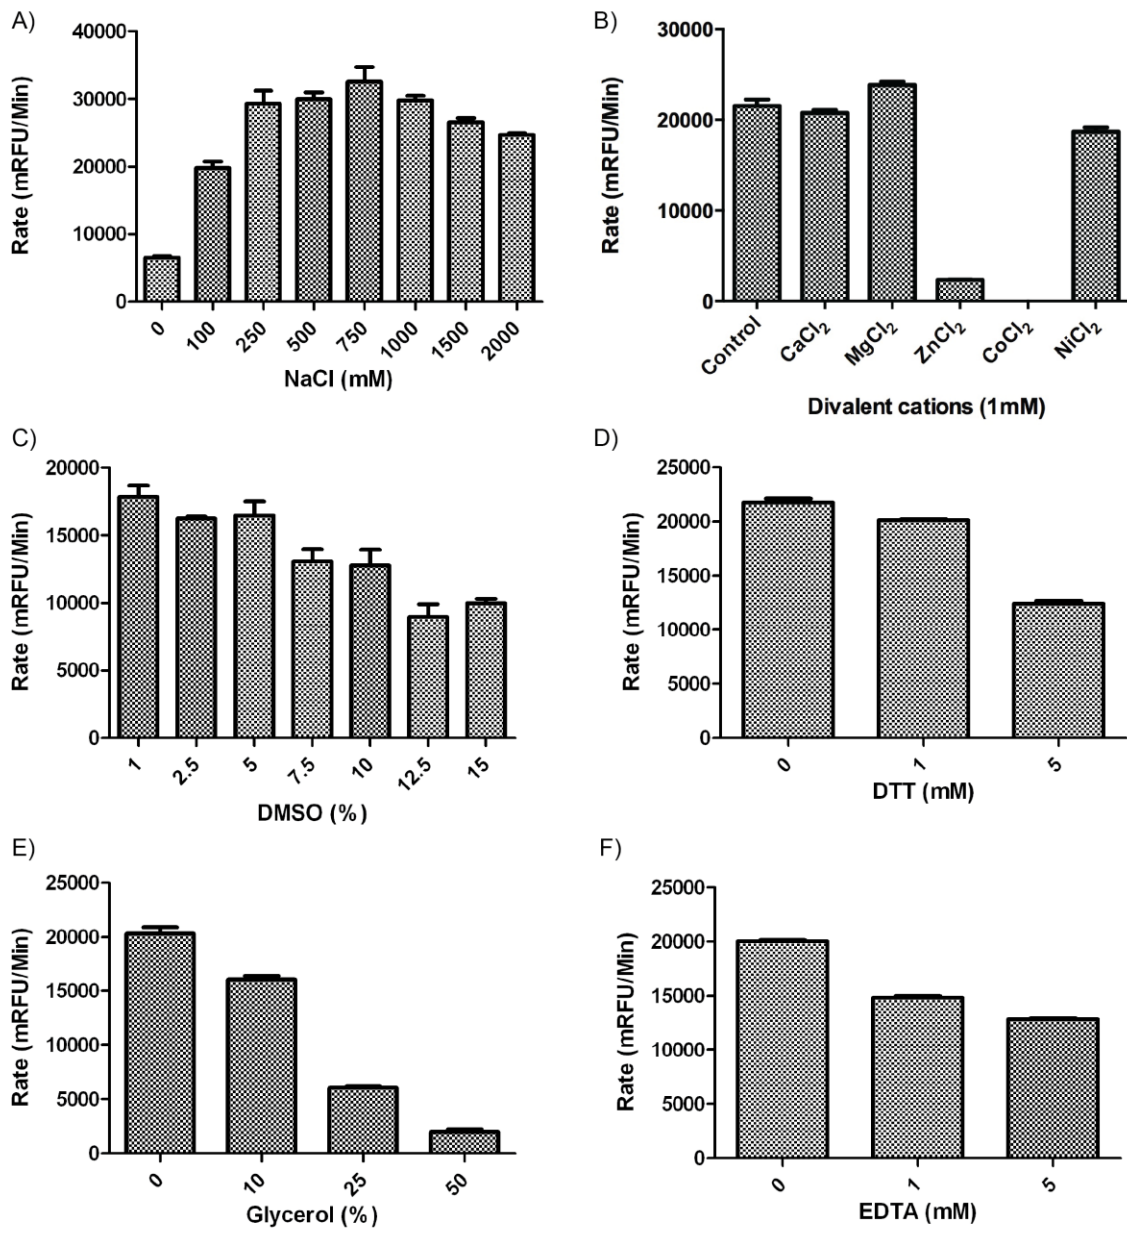 A)
Rate (mRFU/Min)
40000
30000
20000
10000
0
0 100 250 500 750 1000 1500 2000
NaCl (mM)
B)
Rate (mRFU/Min)
30000
20000
10000
0
Control CaCl₂ MgCl₂ ZnCl₂ CoCl₂ NiCl₂
Divalent cations (1mM)
C)
Rate (mRFU/Min)
20000
15000
10000
5000
0
1 2.5 5 7.5 10 12.5 15
DMSO (%)
D)
Rate (mRFU/Min)
25000
20000
15000
10000
5000
0
0 1 5
DTT (mM)
E)
Rate (mRFU/Min)
25000
20000
15000
10000
5000
0
0 10 25 50
Glycerol (%)
F)
Rate (mRFU/Min)
25000
20000
15000
10000
5000
0
0 1 5
EDTA (mM)